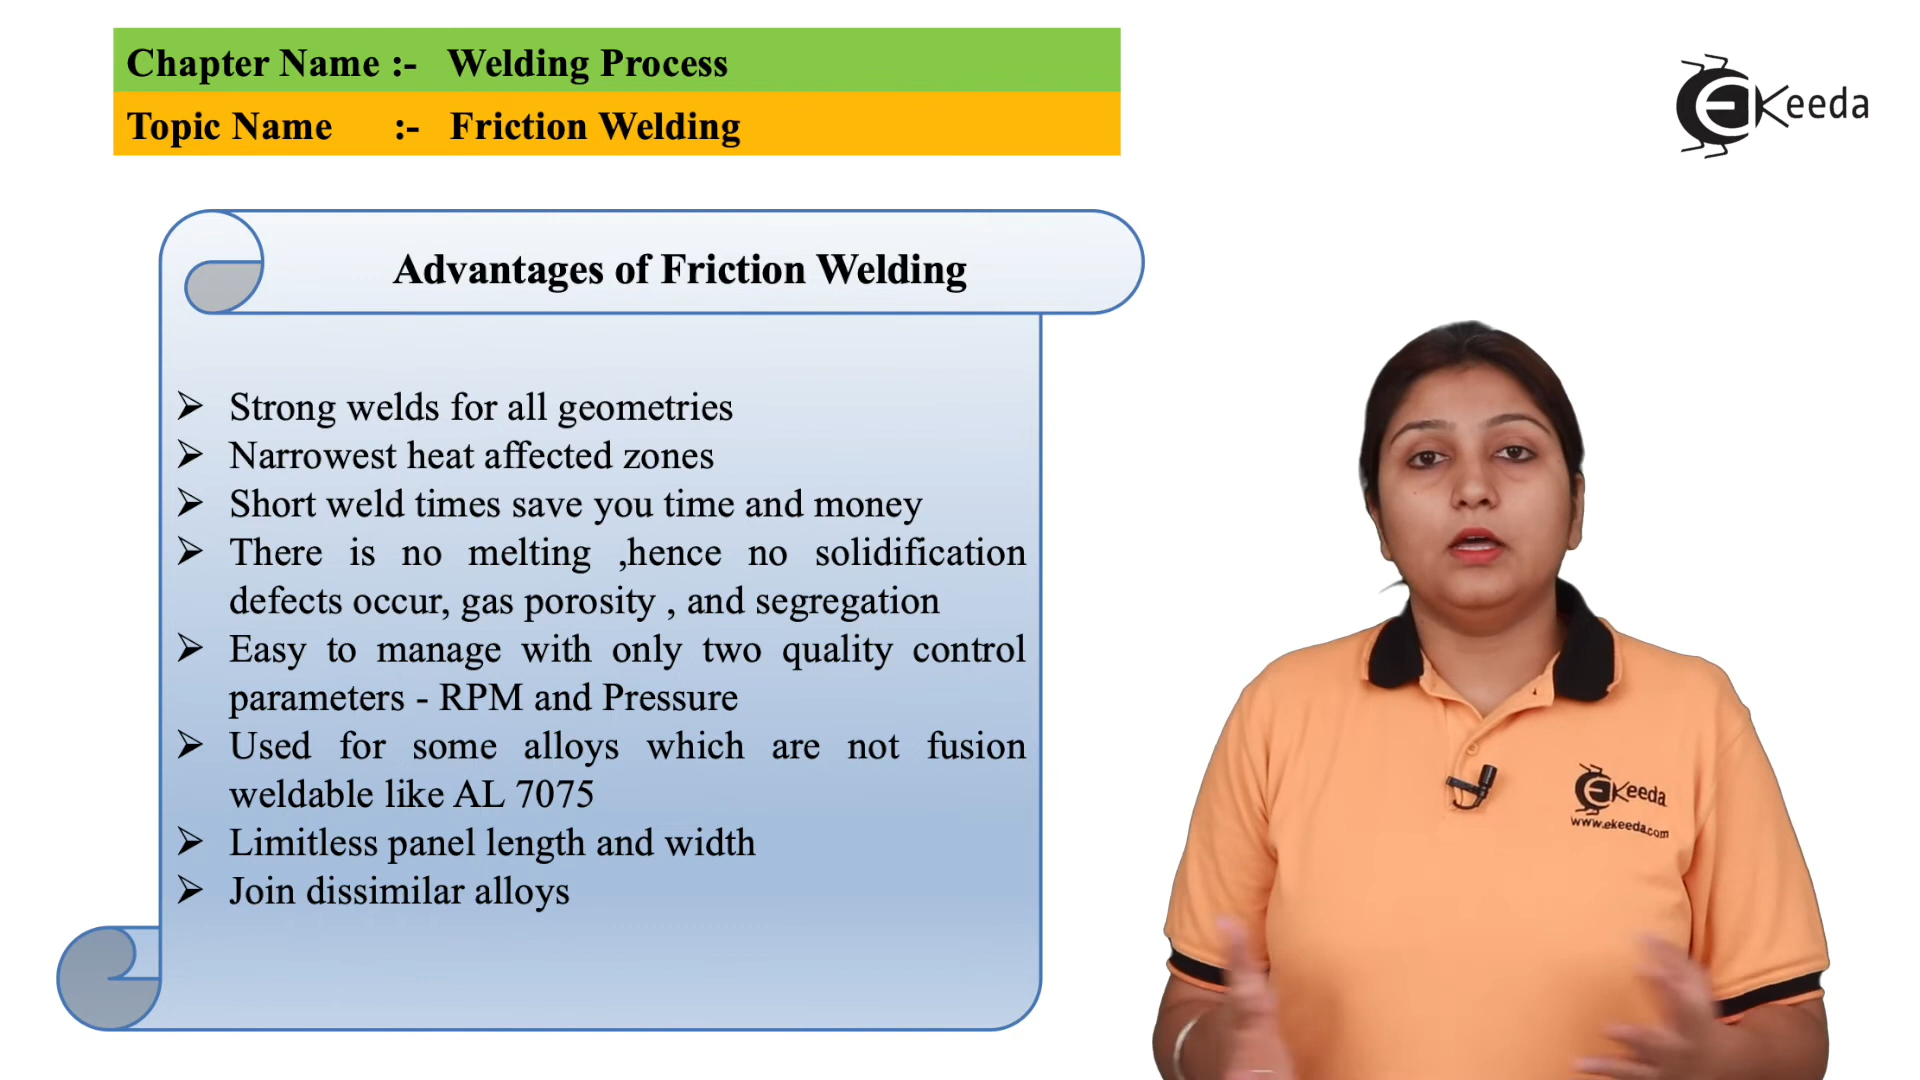 Chapter Name :- Welding Process
Topic Name :- Friction Welding
Keeda
Advantages of Friction Welding
Strong welds for all geometries
Narrowest heat affected zones
Short weld times save you time and money
There is no melting ,hence no solidification
defects occur, gas porosity , and segregation
Easy to manage with only two quality control
parameters - RPM and Pressure
Used for some alloys which are not fusion
weldable like AL 7075
Limitless panel length and width
Join dissimilar alloys
Keeda
www.ekeeda.com